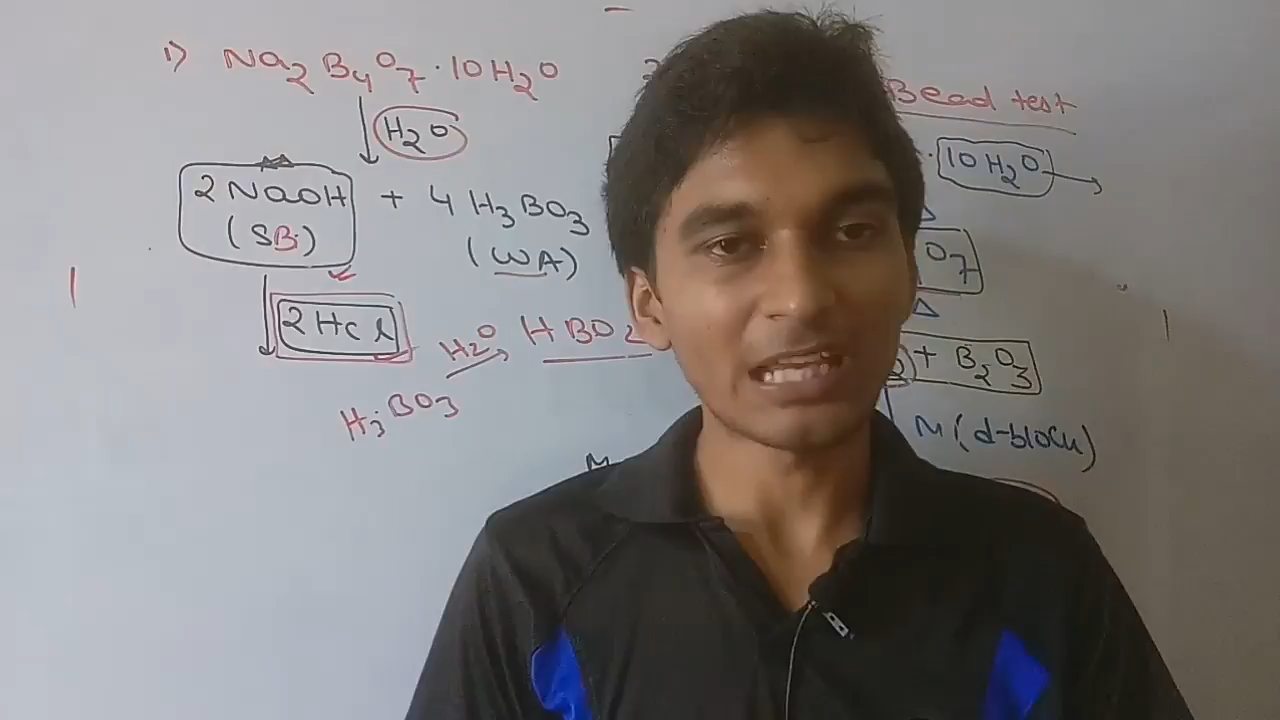 1) Na2B4O7·10H2O
H2O
2NaOH + 4H3BO3
(SB) (WA)
2HCl
H3BO3 H2O HBO2
Bead test
·10H2O
Δ
O7
Δ
+ B2O3
M(d-block)
M